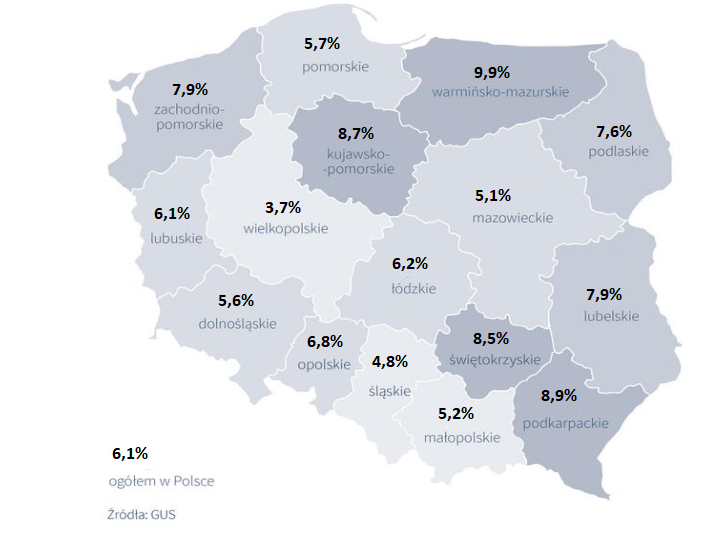 5,7%
pomorskie
9,9%
warmińsko-mazurskie
7,9%
zachodnio-
pomorskie
8,7%
kujawsko-
-pomorskie
7,6%
podlaskie
6,1%
lubuskie
3,7%
wielkopolskie
5,1%
mazowieckie
6,2%
łódzkie
5,6%
dolnośląskie
7,9%
lubelskie
6,8%
opolskie
4,8%
śląskie
8,5%
świętokrzyskie
5,2%
małopolskie
8,9%
podkarpackie
6,1%
ogółem w Polsce
Źródła: GUS